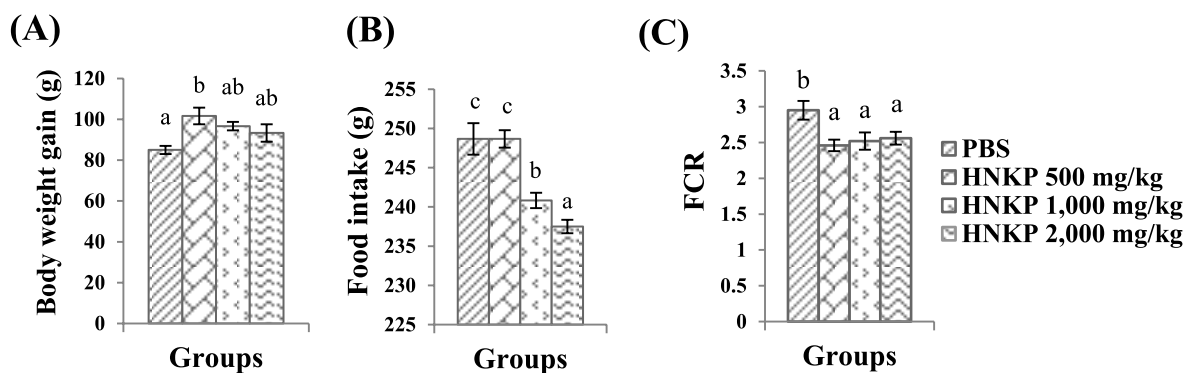 (A)
Body weight gain (g)
120
100
80
60
40
20
0
a
b
ab
ab
Groups
(B)
Food intake (g)
255
250
245
240
235
230
225
c
c
b
a
Groups
(C)
FCR
3.5
3
2.5
2
1.5
1
0.5
0
b
a
a
a
Groups
PBS
HNKP 500 mg/kg
HNKP 1,000 mg/kg
HNKP 2,000 mg/kg